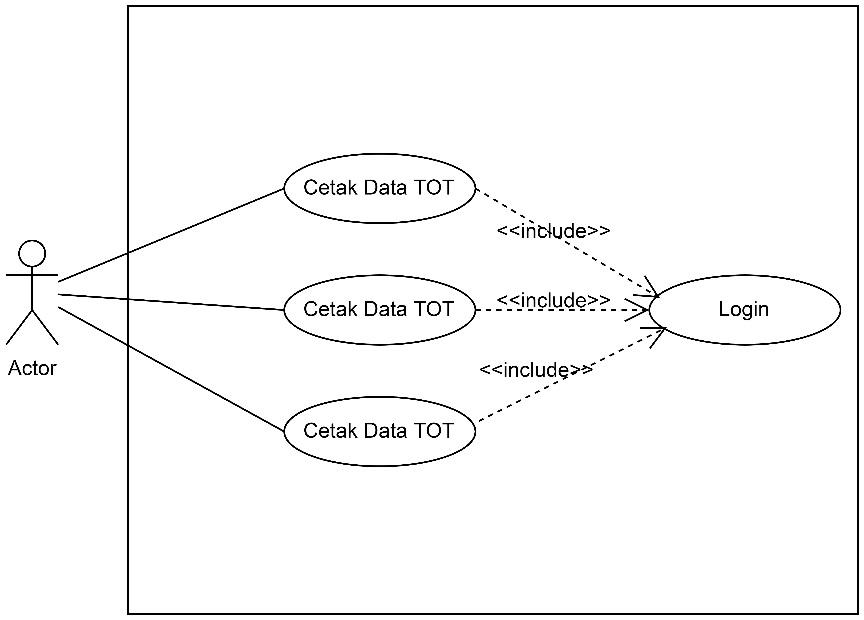 Cetak Data TOT
<<include>>
Cetak Data TOT
<<include>>
Login
Actor
<<include>>
Cetak Data TOT